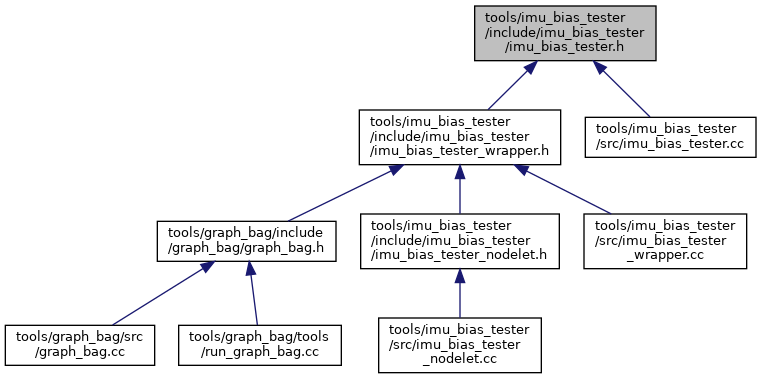 tools/imu_bias_tester
/include/imu_bias_tester
/imu_bias_tester.h
tools/imu_bias_tester
/include/imu_bias_tester
/imu_bias_tester_wrapper.h
tools/imu_bias_tester
/src/imu_bias_tester.cc
tools/graph_bag/include
/graph_bag/graph_bag.h
tools/imu_bias_tester
/include/imu_bias_tester
/imu_bias_tester_nodelet.h
tools/imu_bias_tester
/src/imu_bias_tester
_wrapper.cc
tools/graph_bag/src
/graph_bag.cc
tools/graph_bag/tools
/run_graph_bag.cc
tools/imu_bias_tester
/src/imu_bias_tester
_nodelet.cc